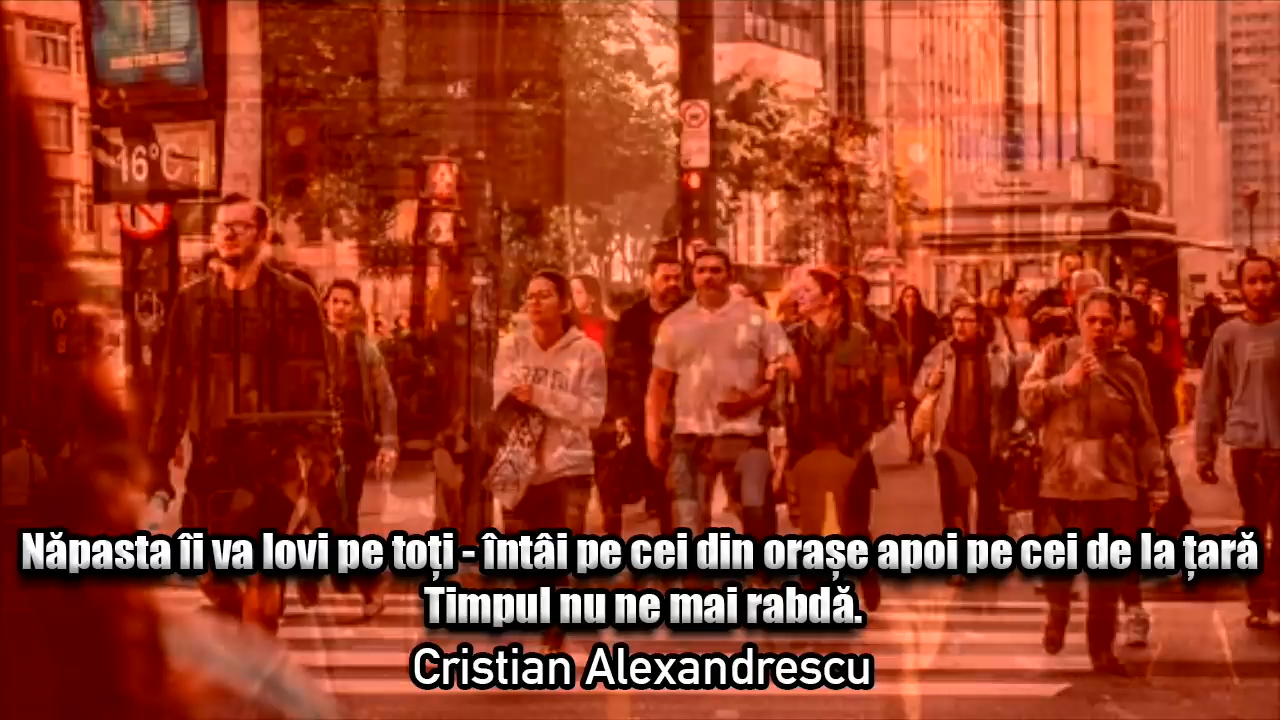 16°C
Năpasta îi va lovi pe toți - întâi pe cei din orașe apoi pe cei de la țară
Timpul nu ne mai rabdă.
Cristian Alexandrescu